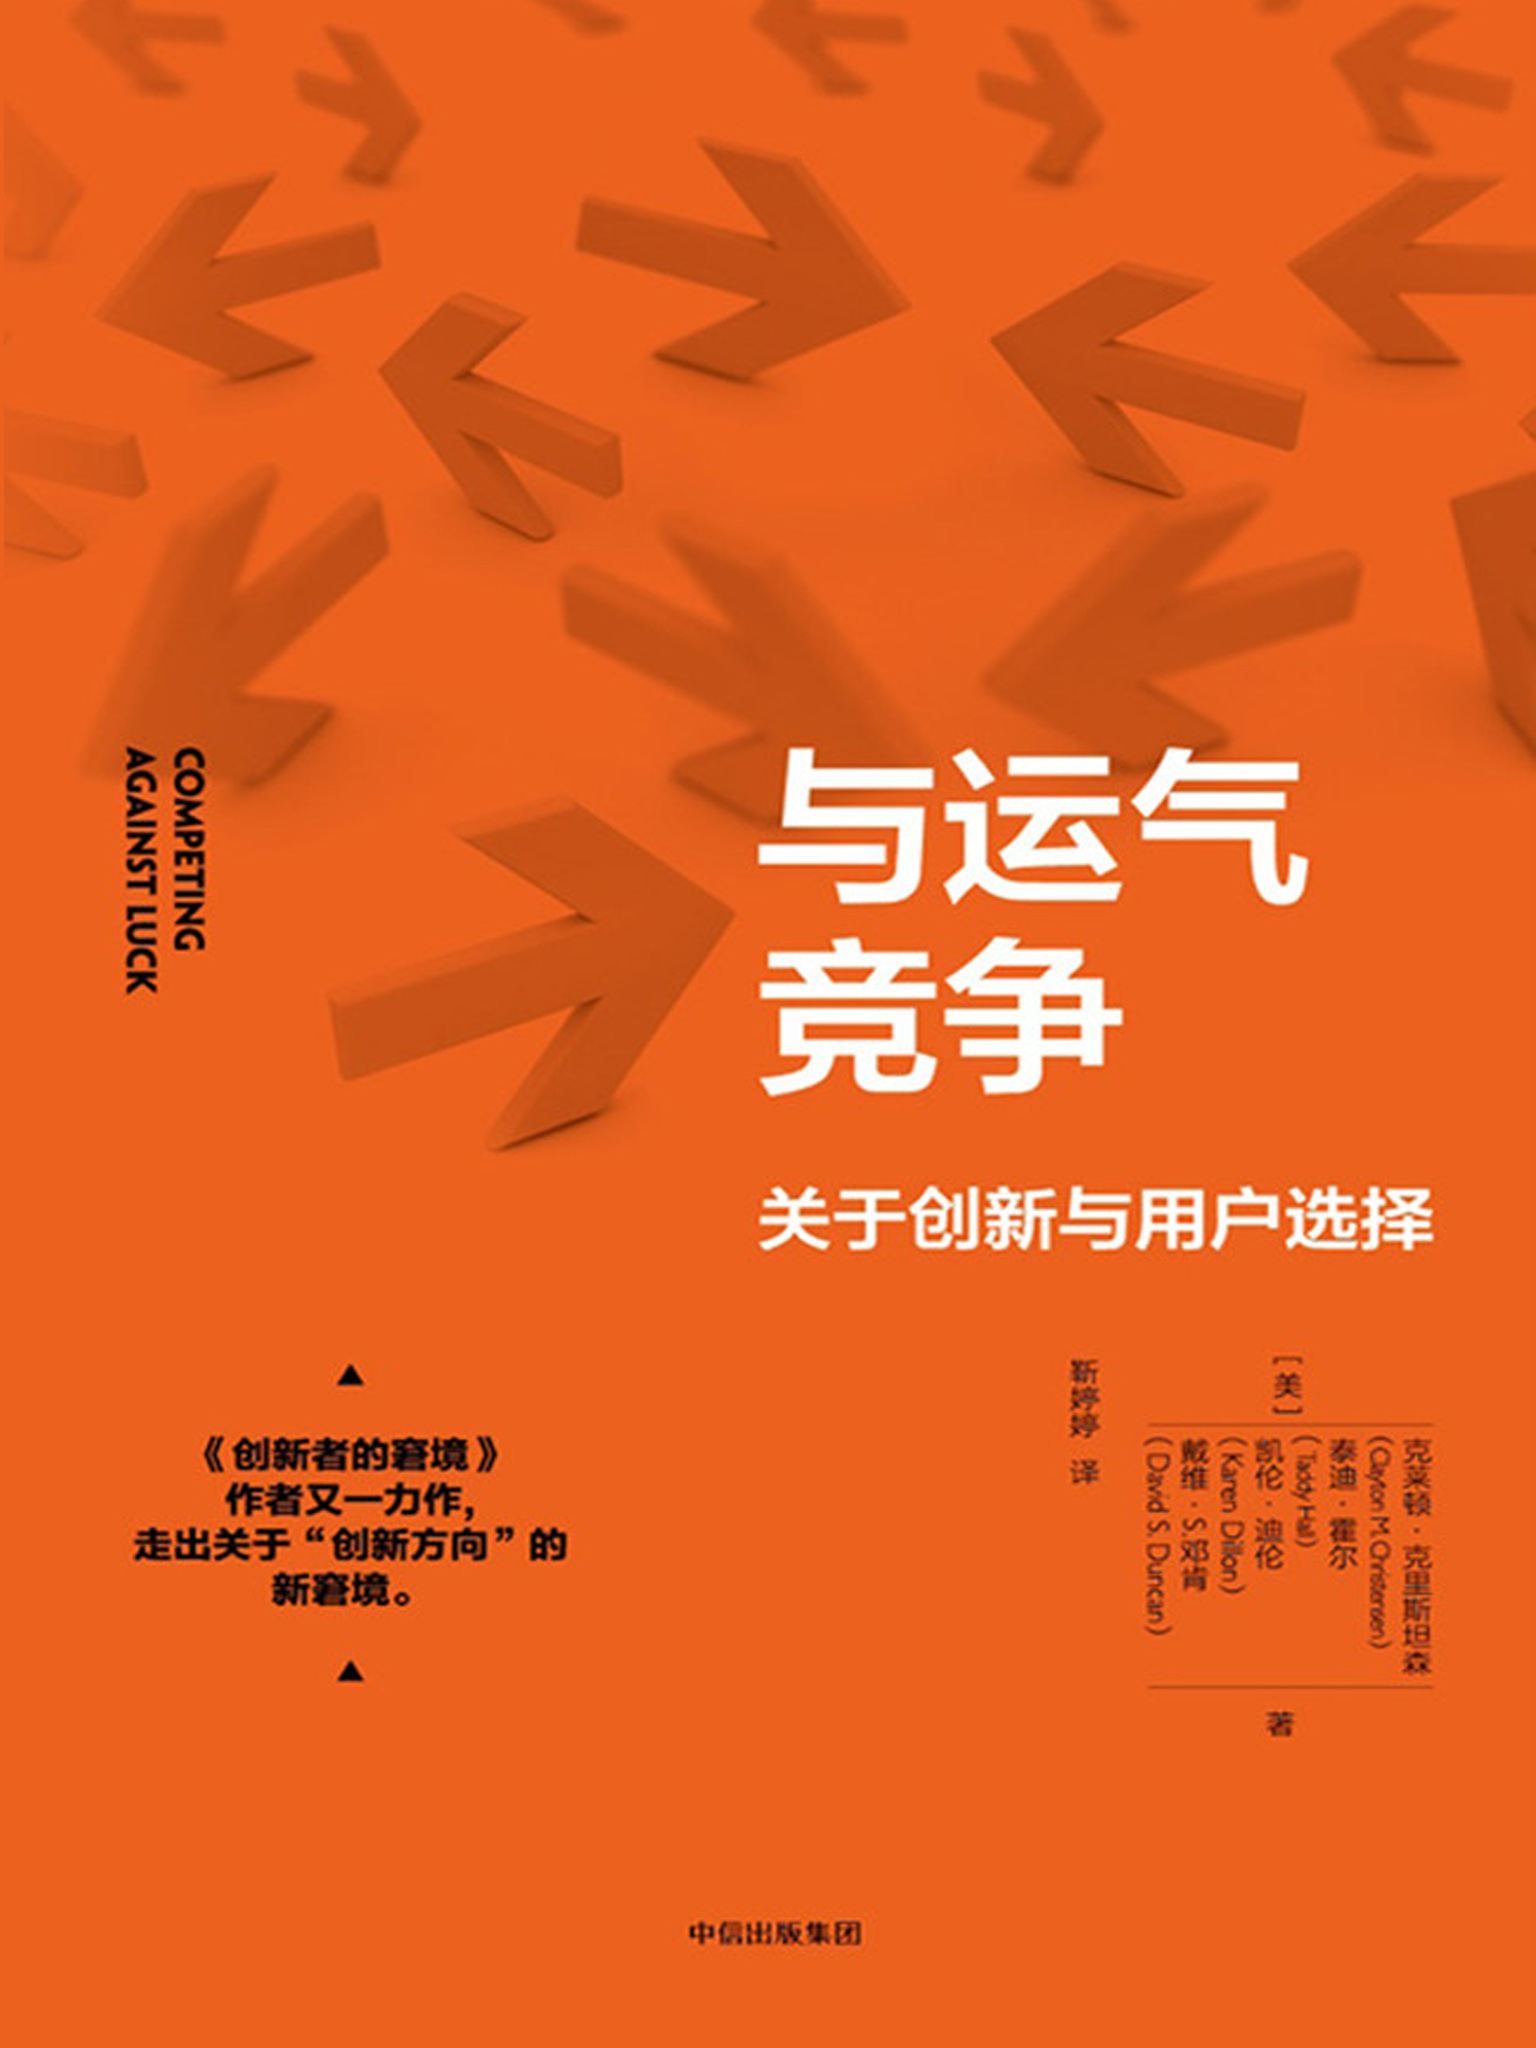 COMPETING
AGAINST LUCK
与运气
竞争
关于创新与用户选择
[美]
克莱顿·克里斯坦森
(Clayton M.Christensen)
泰迪·霍尔
(Taddy Hall)
凯伦·迪伦
(Karen Dillon)
戴维·S.邓肯
(David S. Duncan)
著
靳婷婷 译
《创新者的窘境》
作者又一力作，
走出关于“创新方向”的
新窘境。
中信出版集团